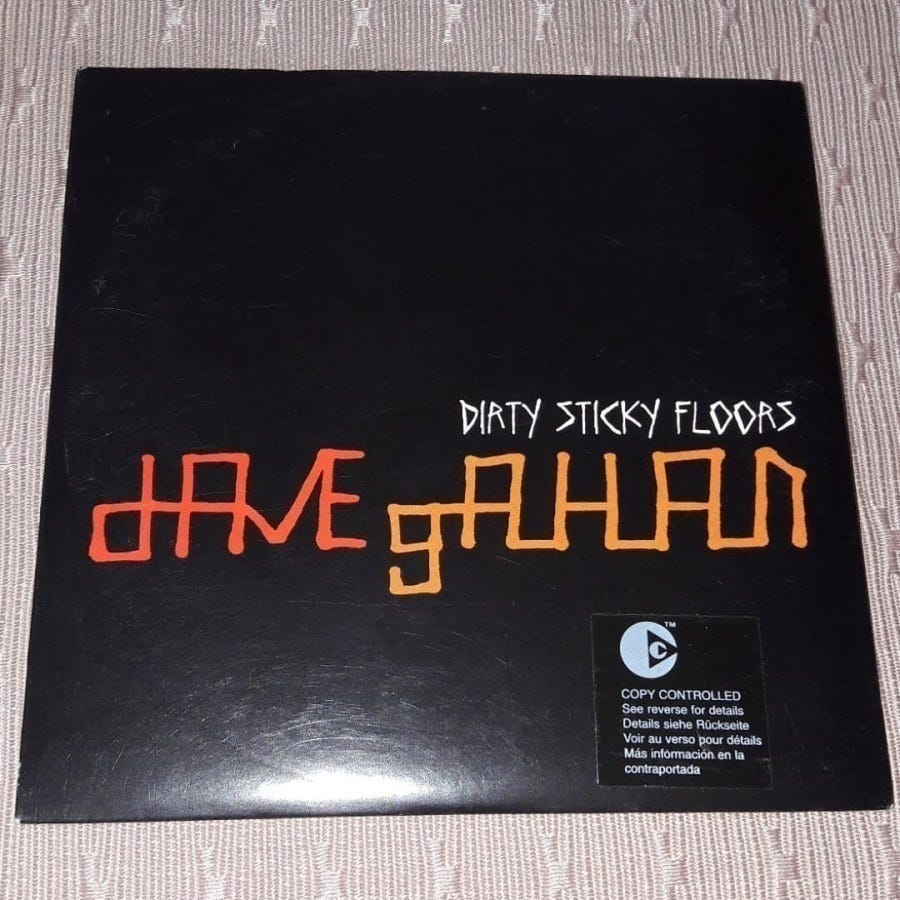 DIRTY STICKY FLOORS
dAVE gAHAN
C
TM
COPY CONTROLLED
See reverse for details
Details siehe Rückseite
Voir au verso pour détails
Más información en la
contraportada